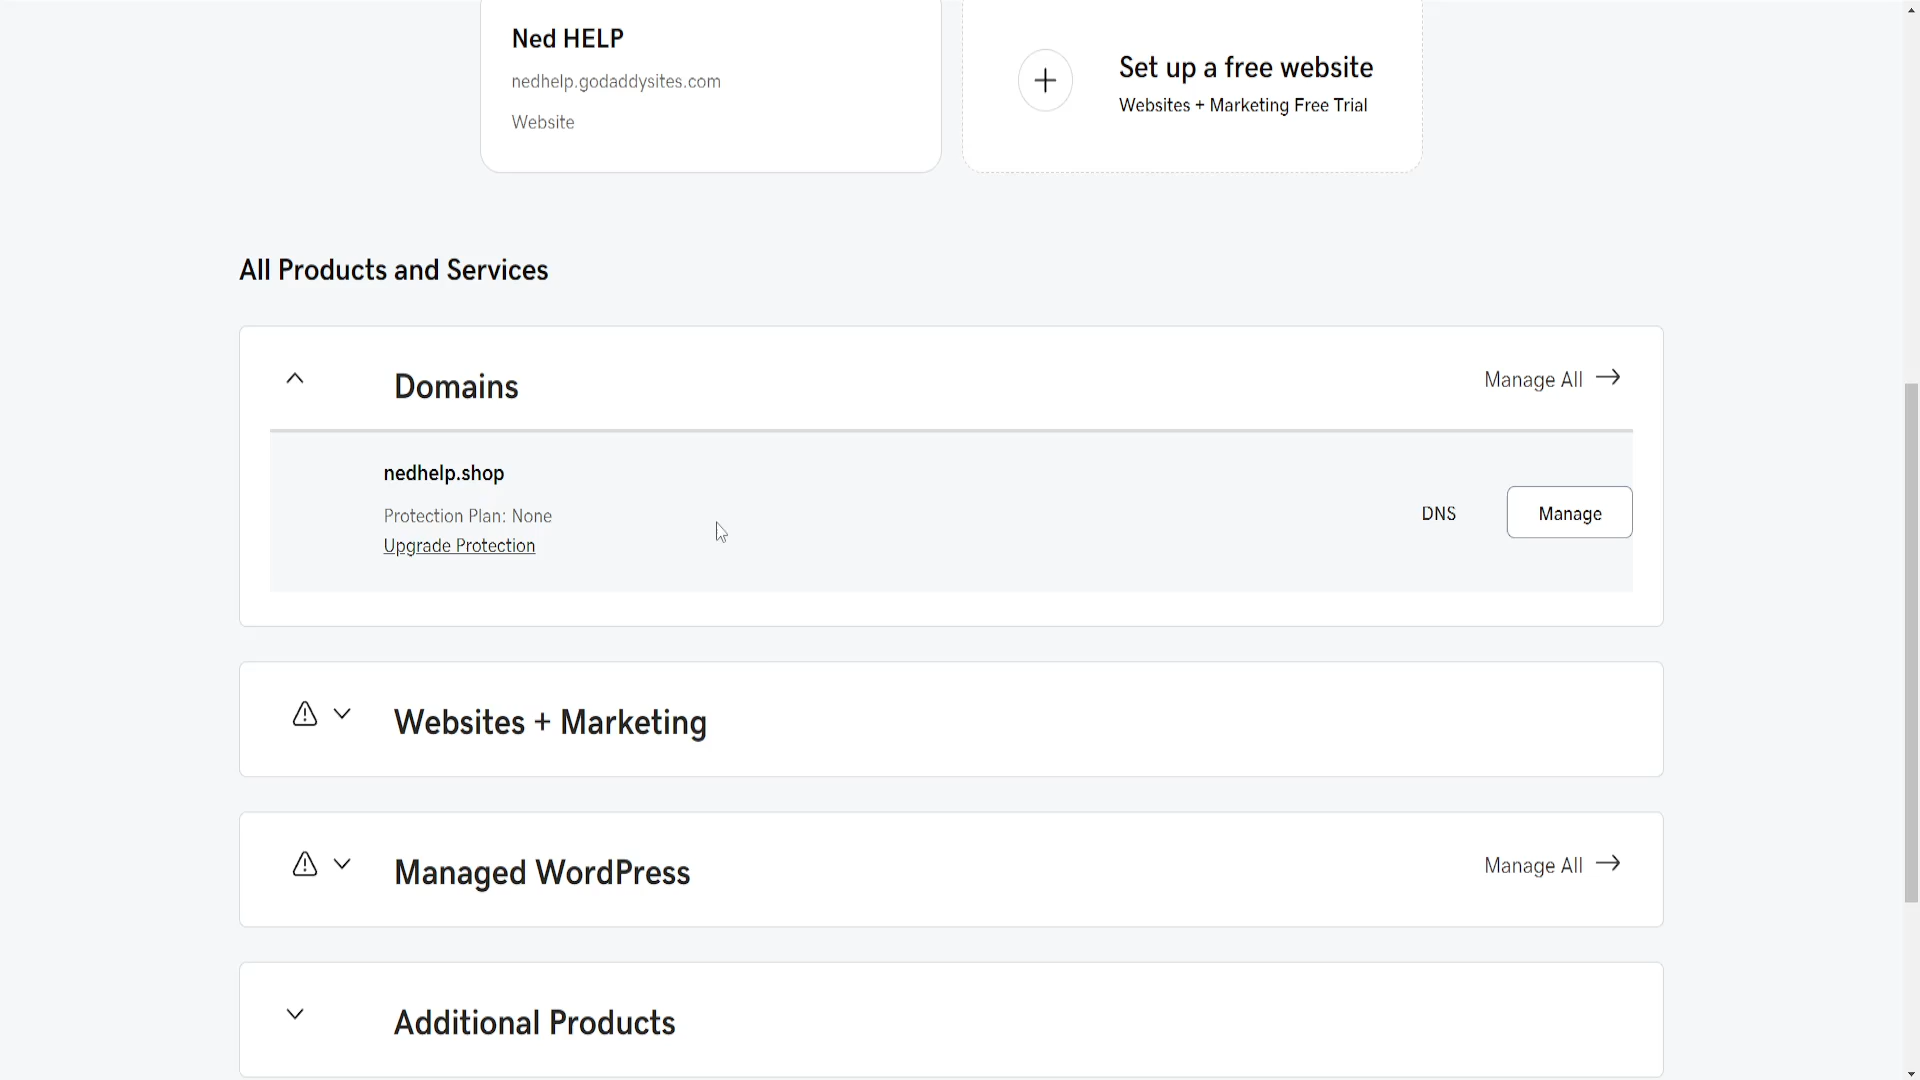 Ned HELP
nedhelp.godaddysites.com
Website
Set up a free website
Websites + Marketing Free Trial
All Products and Services
Domains
Manage All
nedhelp.shop
Protection Plan: None
Upgrade Protection
DNS
Manage
Websites + Marketing
Managed WordPress
Manage All
Additional Products